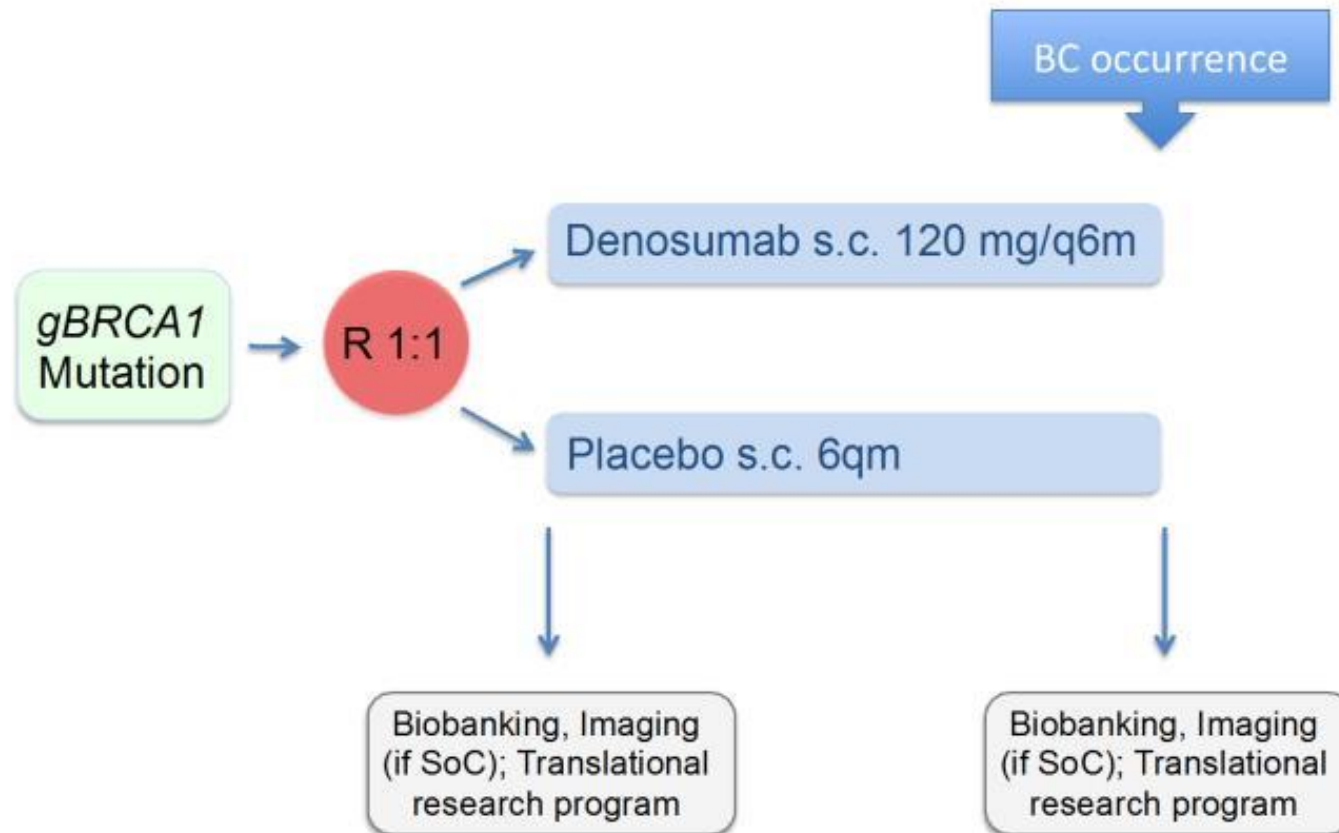 BC occurrence
Denosumab s.c. 120 mg/q6m
gBRCA1
Mutation
R 1:1
Placebo s.c. 6qm
Biobanking, Imaging
(if SoC); Translational
research program
Biobanking, Imaging
(if SoC); Translational
research program